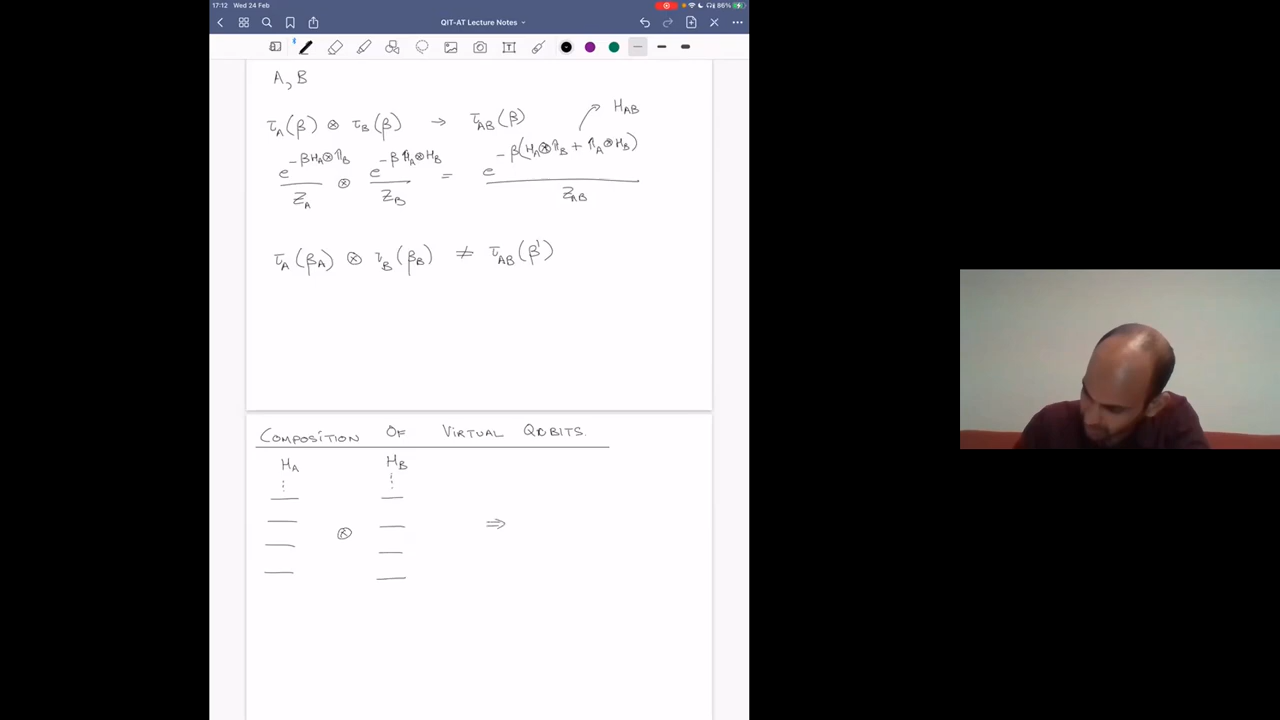 17:12 Wed 24 Feb
86%
QIT-AT Lecture Notes
A, B
τ_A(β) ⊗ τ_B(β) → τ_AB(β)
H_AB
e^{-βH_A⊗𝟙_B}/Z_A ⊗ e^{-β𝟙_A⊗H_B}/Z_B = e^{-β(H_A⊗𝟙_B + 𝟙_A⊗H_B)}/Z_AB
τ_A(β_A) ⊗ τ_B(β_B) ≠ τ_AB(β')
COMPOSITION OF VIRTUAL QUBITS.
H_A H_B
⊗ ⇒